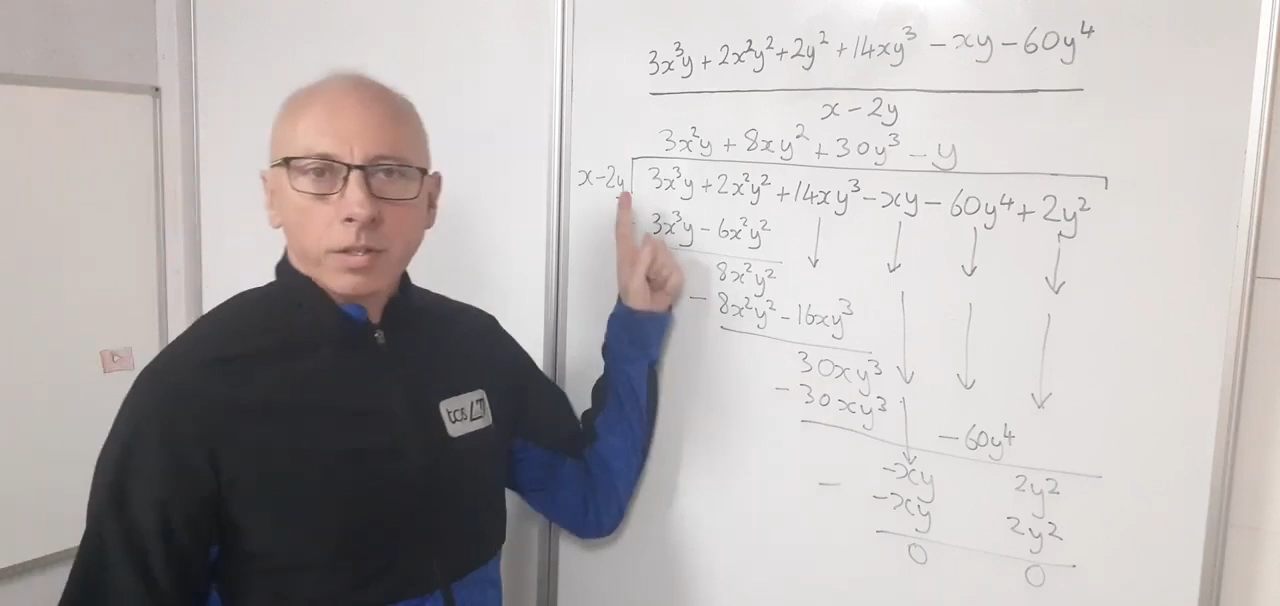 3x³y + 2x²y² + 2y² + 14xy³ - xy - 60y⁴
x - 2y
3x²y + 8xy² + 30y³ - y
x - 2y 3x³y + 2x²y² + 14xy³ - xy - 60y⁴ + 2y²
3x³y - 6x²y²
8x²y²
- 8x²y² - 16xy³
30xy³
- 30xy³ - 60y⁴
-xy 2y²
- -xy 2y²
0 0
tcs